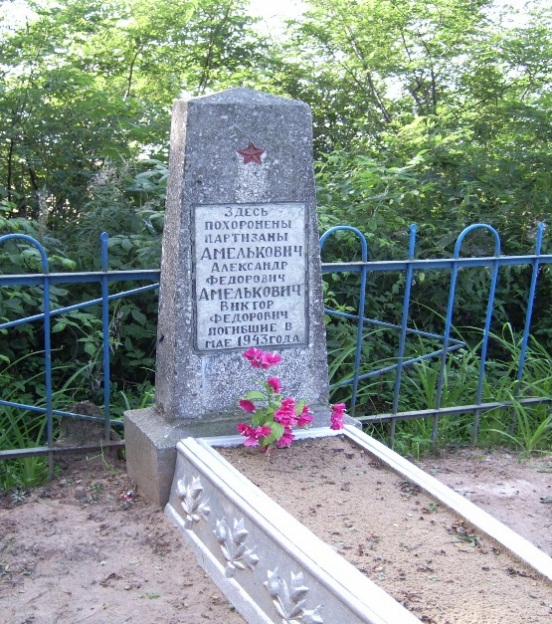 ЗДЕСЬ
ПОХОРОНЕНЫ
ПАРТИЗАНЫ
АМЕЛЬКОВИЧ
АЛЕКСАНДР
ФЕДОРОВИЧ
АМЕЛЬКОВИЧ
ВИКТОР
ФЕДОРОВИЧ
ПОГИБШИЕ В
МАЕ 1943 ГОДА